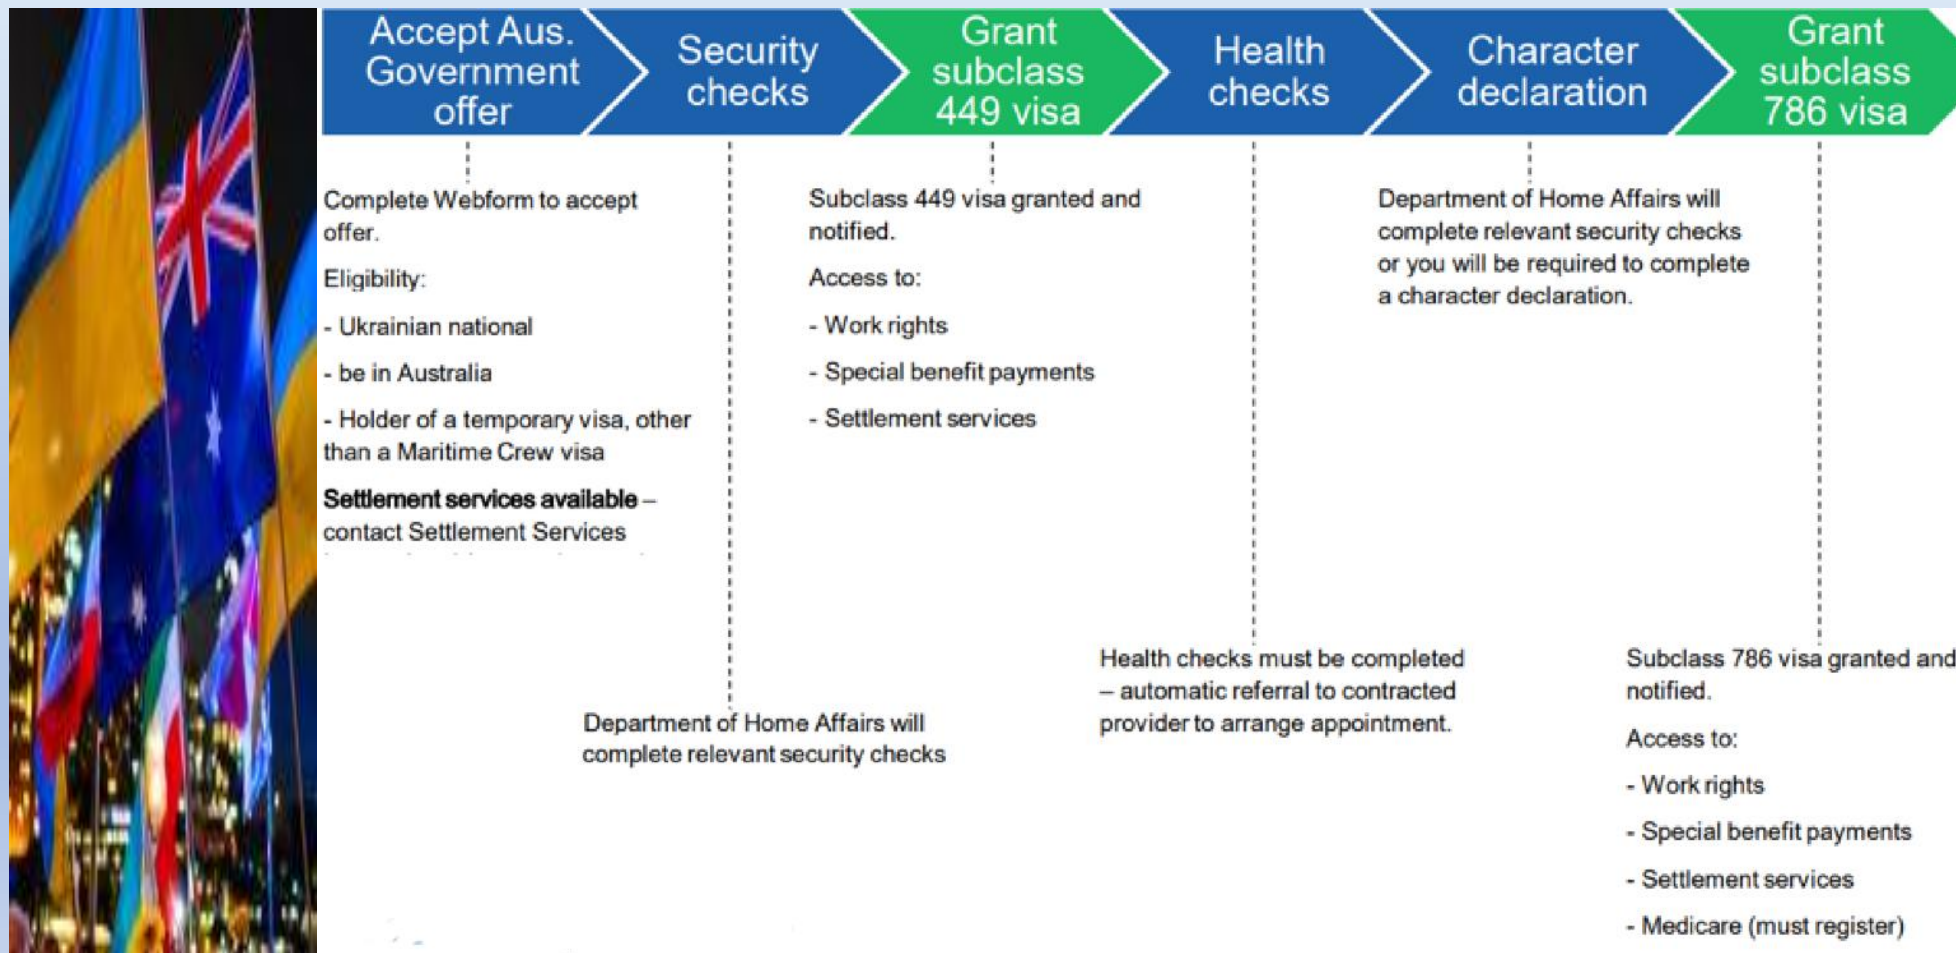 Accept Aus.
Government
offer
Security
checks
Grant
subclass
449 visa
Health
checks
Character
declaration
Grant
subclass
786 visa
Complete Webform to accept
offer.
Eligibility:
- Ukrainian national
- be in Australia
- Holder of a temporary visa, other
than a Maritime Crew visa
Settlement services available –
contact Settlement Services
Department of Home Affairs will
complete relevant security checks
Subclass 449 visa granted and
notified.
Access to:
- Work rights
- Special benefit payments
- Settlement services
Health checks must be completed
– automatic referral to contracted
provider to arrange appointment.
Department of Home Affairs will
complete relevant security checks
or you will be required to complete
a character declaration.
Subclass 786 visa granted and
notified.
Access to:
- Work rights
- Special benefit payments
- Settlement services
- Medicare (must register)